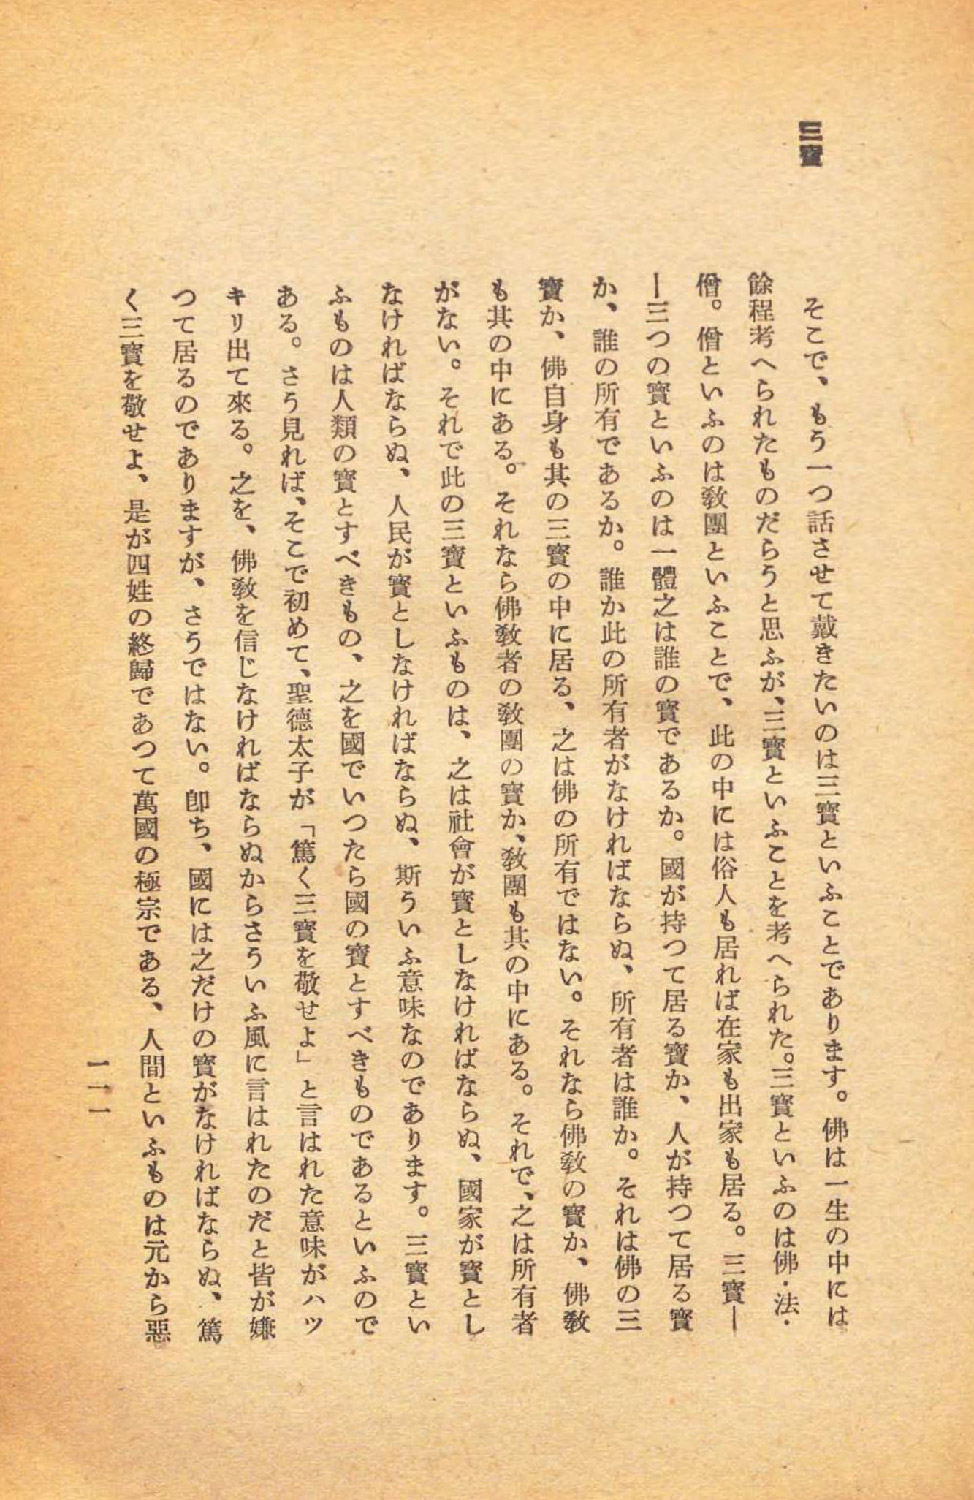 三寶
そこで、もう一つ話させて戴きたいのは三寶といふことであります。佛は一生の中には
餘程考へられたものだらうと思ふが、三寶といふことを考へられた。三寶といふのは佛・法・
僧。僧といふのは敎團といふことで、此の中には俗人も居れば在家も出家も居る。三寶―
―三つの寶といふのは一體之は誰の寶であるか。國が持つて居る寶か、人が持つて居る寶
か、誰の所有であるか。誰か此の所有者がなければならぬ、所有者は誰か。それは佛の三
寶か、佛自身も其の三寶の中に居る、之は佛の所有ではない。それなら佛敎の寶か、佛敎
も其の中にある。それなら佛敎者の敎團の寶か、敎團も其の中にある。それで、之は所有者
がない。それで此の三寶といふものは、之は社會が寶としなければならぬ、國家が寶とし
なければならぬ、人民が寶としなければならぬ、斯ういふ意味なのであります。三寶とい
ふものは人類の寶とすべきもの、之を國でいつたら國の寶とすべきものであるといふので
ある。さう見れば、そこで初めて、聖德太子が「篤く三寶を敬せよ」と言はれた意味がハツ
キリ出て來る。之を、佛敎を信じなければならぬからさういふ風に言はれたのだと皆が嫌
つて居るのでありますが、さうではない。卽ち、國には之だけの寶がなければならぬ、篤
く三寶を敬せよ、是が四姓の終歸であつて萬國の極宗である、人間といふものは元から惡
一一一